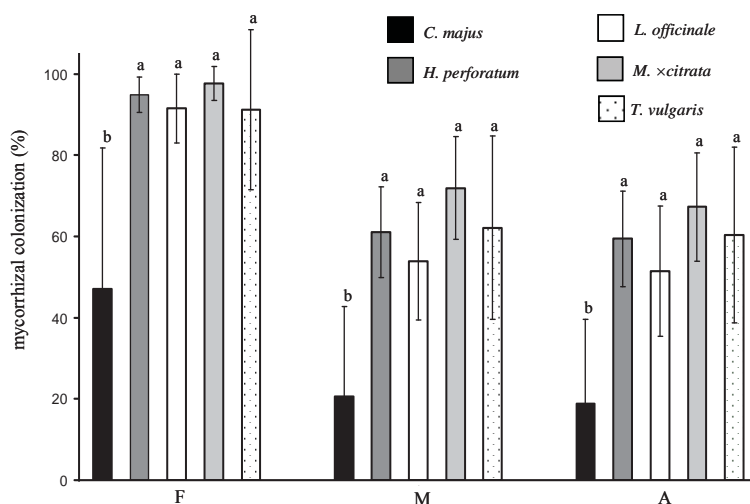 C. majus
H. perforatum
L. officinale
M. ×citrata
T. vulgaris
mycorrhizal colonization (%)
100
80
60
40
20
0
b
a
a
a
a
b
a
a
a
a
b
a
a
a
a
F
M
A